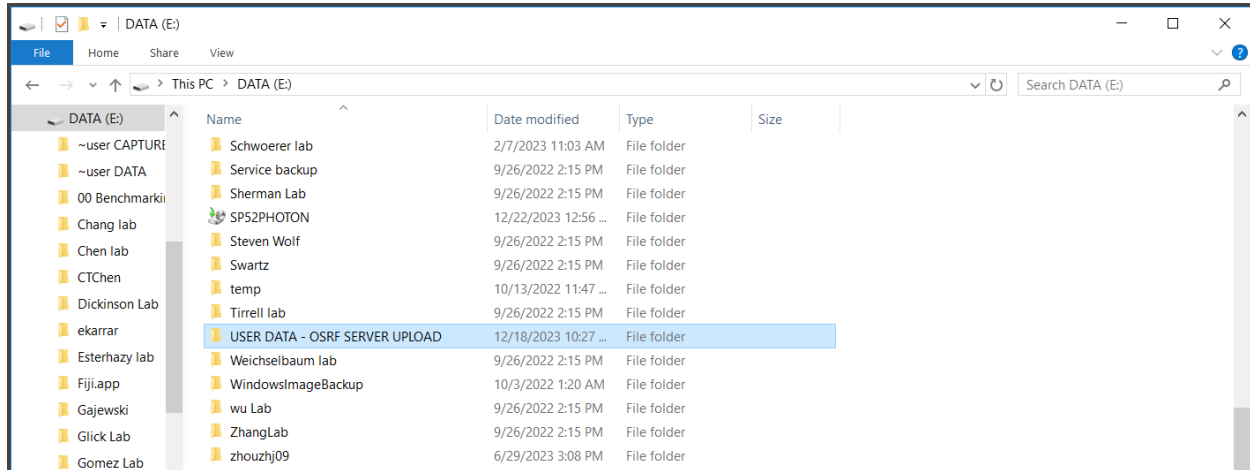 DATA (E:)
File Home Share View
This PC > DATA (E:) Search DATA (E:)
DATA (E:)
~user CAPTURE
~user DATA
00 Benchmarki
Chang lab
Chen lab
CTChen
Dickinson Lab
ekarrar
Esterhazy lab
Fiji.app
Gajewski
Glick Lab
Gomez Lab
Name Date modified Type Size
Schwoerer lab 2/7/2023 11:03 AM File folder
Service backup 9/26/2022 2:15 PM File folder
Sherman Lab 9/26/2022 2:15 PM File folder
SP52PHOTON 12/22/2023 12:56 ...
Steven Wolf 9/26/2022 2:15 PM File folder
Swartz 9/26/2022 2:15 PM File folder
temp 10/13/2022 11:47 ... File folder
Tirrell lab 9/26/2022 2:15 PM File folder
USER DATA - OSRF SERVER UPLOAD 12/18/2023 10:27 ... File folder
Weichselbaum lab 9/26/2022 2:15 PM File folder
WindowsImageBackup 10/3/2022 1:20 AM File folder
wu Lab 9/26/2022 2:15 PM File folder
ZhangLab 9/26/2022 2:15 PM File folder
zhouzhj09 6/29/2023 3:08 PM File folder